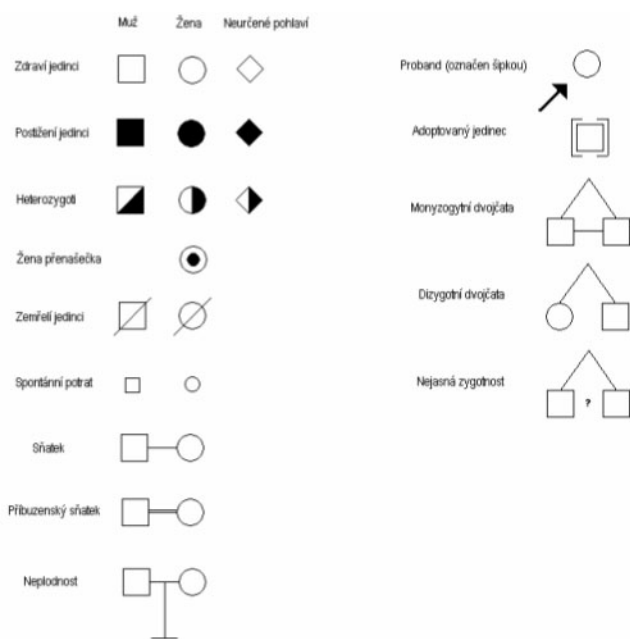 Muž
Žena
Neurčené pohlaví
Zdraví jedinci
Postižení jedinci
Heterozygoti
Žena přenašečka
Zemřelí jedinci
Spontánní potrat
Sňatek
Příbuzenský sňatek
Neplodnost
Proband (označen šipkou)
Adoptovaný jedinec
Monyzogytní dvojčata
Dizygotní dvojčata
Nejasná zygotnost
?